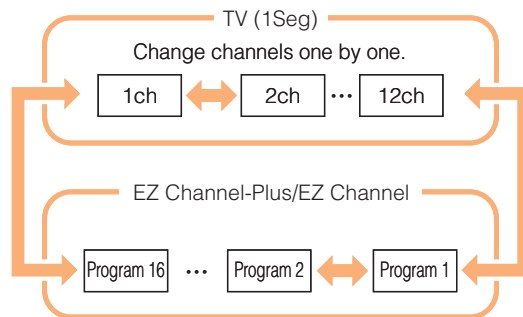 TV (1Seg)
Change channels one by one.
1ch 2ch ••• 12ch
EZ Channel-Plus/EZ Channel
Program 16 ••• Program 2 Program 1